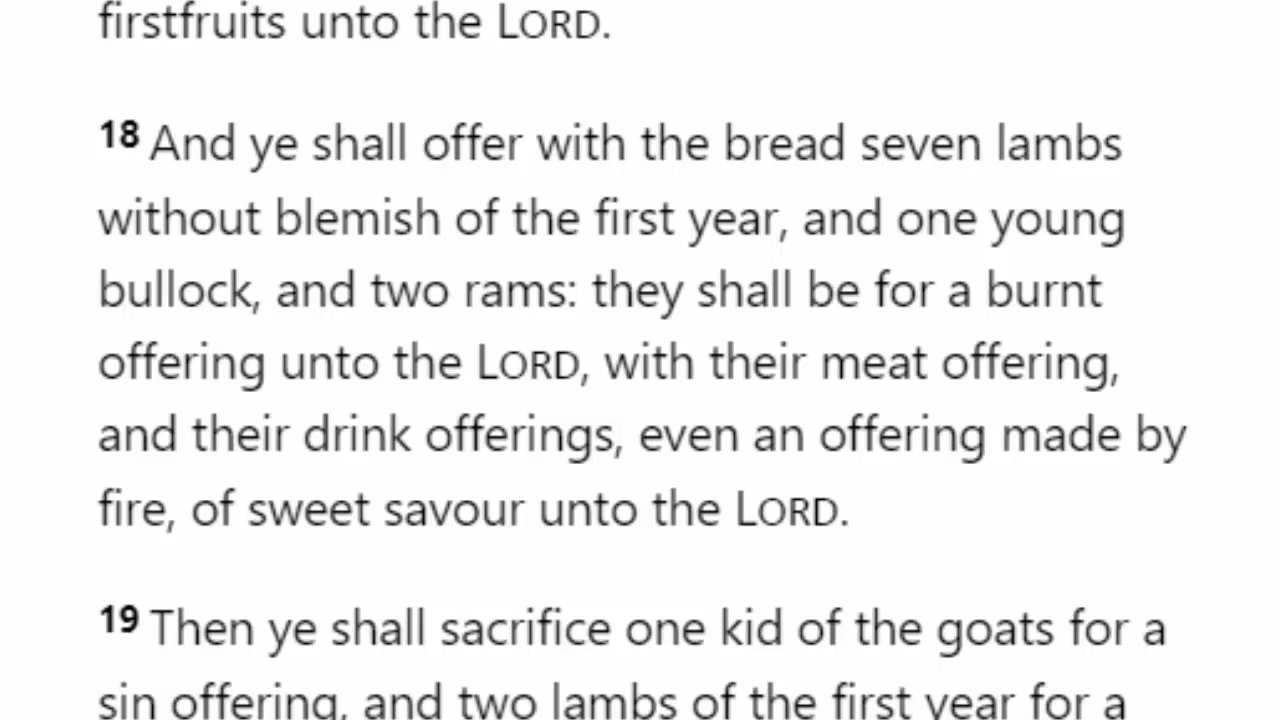 firstfruits unto the LORD.
18 And ye shall offer with the bread seven lambs
without blemish of the first year, and one young
bullock, and two rams: they shall be for a burnt
offering unto the LORD, with their meat offering,
and their drink offerings, even an offering made by
fire, of sweet savour unto the LORD.
19 Then ye shall sacrifice one kid of the goats for a
sin offering, and two lambs of the first year for a